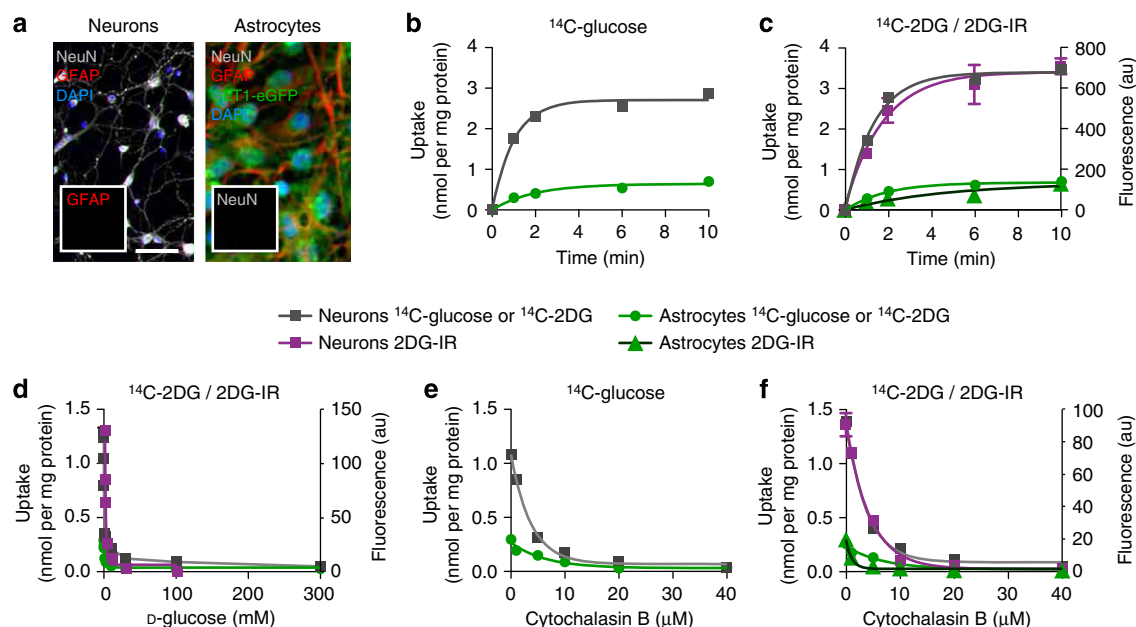 a
Neurons
Astrocytes
NeuN
GFAP
DAPI
GFAP
NeuN
GFAP
GLT1-eGFP
DAPI
NeuN
b
¹⁴C-glucose
Uptake
(nmol per mg protein)
4
3
2
1
0
0 2 4 6 8 10
Time (min)
c
¹⁴C-2DG / 2DG-IR
Uptake
(nmol per mg protein)
4
3
2
1
0
800
600
400
200
0
Fluorescence (au)
0 2 4 6 8 10
Time (min)
Neurons ¹⁴C-glucose or ¹⁴C-2DG
Astrocytes ¹⁴C-glucose or ¹⁴C-2DG
Neurons 2DG-IR
Astrocytes 2DG-IR
d
¹⁴C-2DG / 2DG-IR
Uptake
(nmol per mg protein)
1.5
1.0
0.5
0.0
150
100
50
0
Fluorescence (au)
0 100 200 300
D-glucose (mM)
e
¹⁴C-glucose
Uptake
(nmol per mg protein)
1.5
1.0
0.5
0.0
0 10 20 30 40
Cytochalasin B (μM)
f
¹⁴C-2DG / 2DG-IR
Uptake
(nmol per mg protein)
1.5
1.0
0.5
0.0
100
80
60
40
20
0
Fluorescence (au)
0 10 20 30 40
Cytochalasin B (μM)